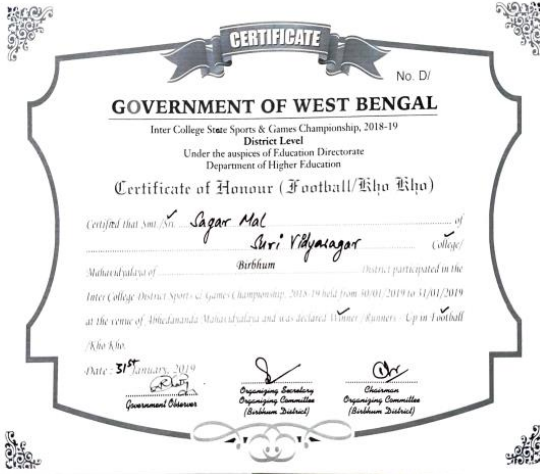 CERTIFICATE
No. D/
GOVERNMENT OF WEST BENGAL
Inter College State Sports & Games Championship, 2018-19
District Level
Under the auspices of Education Directorate
Department of Higher Education
Certificate of Honour (Football/Kho Kho)
Certified that Smt./Sri. Sagar Mal of
Suri Vidyasagar College/
Mahavidyalaya of Birbhum District participated in the
Inter College District Sports & Games Championship, 2018-19 held from 30/01/2019 to 31/01/2019
at the venue of Abhedananda Mahavidyalaya and was declared Winner/Runners - Up in Football
/Kho Kho.
Date : 31st January, 2019
Government Observer
Organizing Secretary
Organizing Committee
(Birbhum District)
Chairman
Organizing Committee
(Birbhum District)